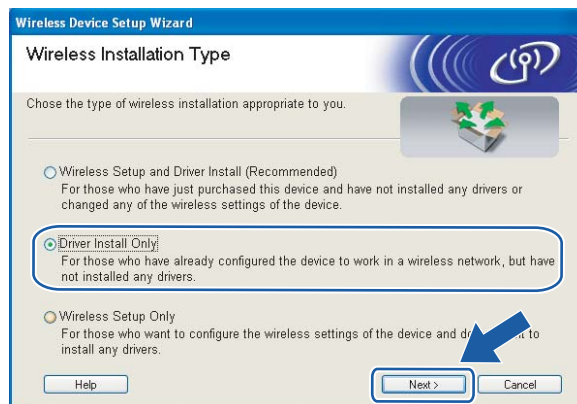 Wireless Device Setup Wizard
Wireless Installation Type
Chose the type of wireless installation appropriate to you.
Wireless Setup and Driver Install (Recommended)
For those who have just purchased this device and have not installed any drivers or
changed any of the wireless settings of the device.
Driver Install Only
For those who have already configured the device to work in a wireless network, but have
not installed any drivers.
Wireless Setup Only
For those who want to configure the wireless settings of the device and to
install any drivers.
Help
Next >
Cancel